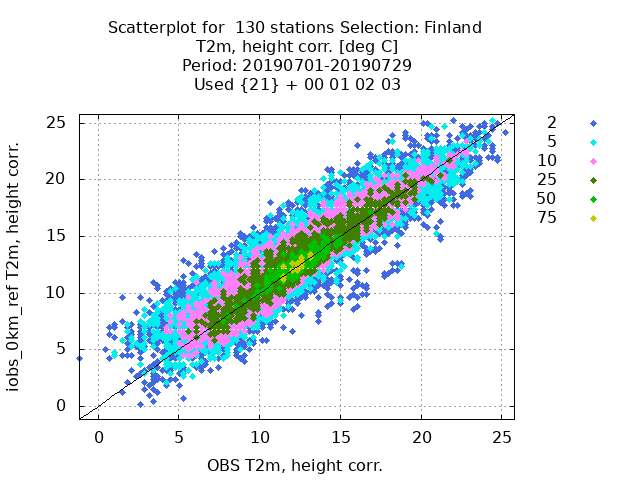 Scatterplot for  130 stations Selection: Finland
T2m, height corr. [deg C]
Period: 20190701-20190729
Used {21} + 00 01 02 03
25
20
15
10
5
0
iobs_0km_ref T2m, height corr.
0 5 10 15 20 25
OBS T2m, height corr.
2
5
10
25
50
75